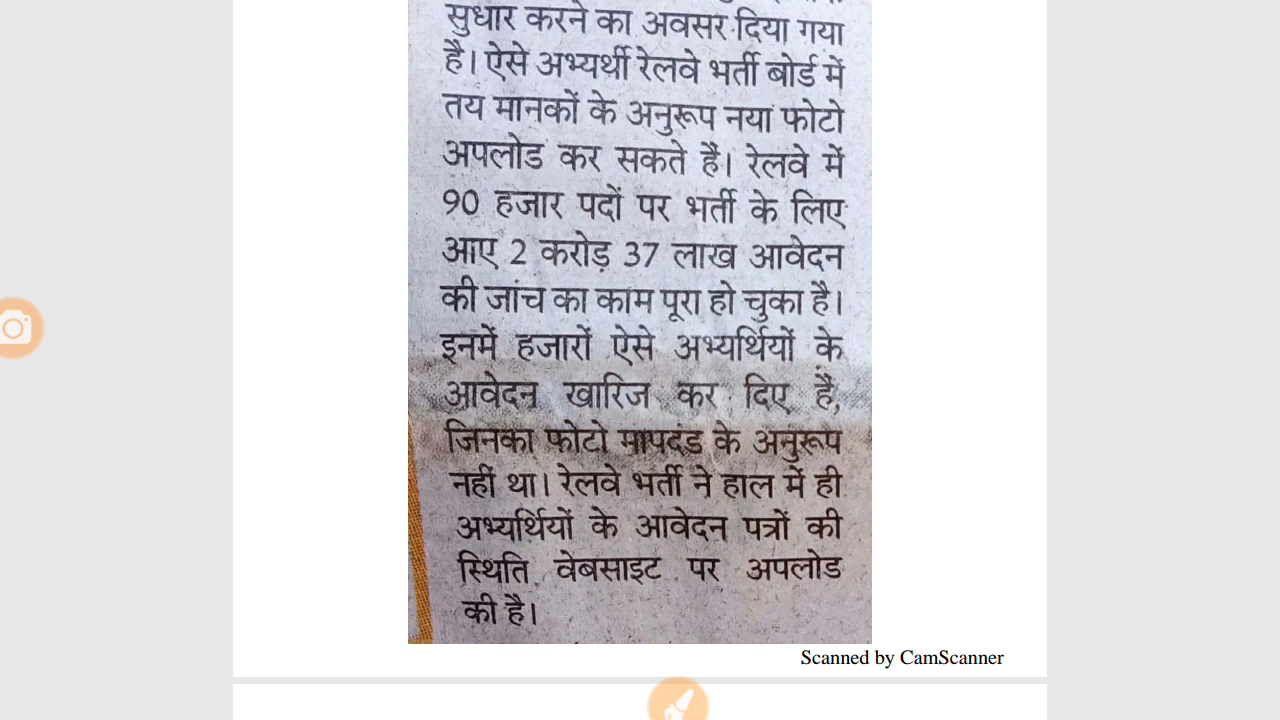 सुधार करने का अवसर दिया गया
है। ऐसे अभ्यर्थी रेलवे भर्ती बोर्ड में
तय मानकों के अनुरूप नया फोटो
अपलोड कर सकते है। रेलवे में
90 हजार पदों पर भर्ती के लिए
आए 2 करोड़ 37 लाख आवेदन
की जांच का काम पूरा हो चुका है।
इनमें हजारों ऐसे अभ्यर्थियों के
आवेदन खारिज कर दिए हैं,
जिनका फोटो मापदंड के अनुरूप
नहीं था। रेलवे भर्ती ने हाल में ही
अभ्यर्थियों के आवेदन पत्रों की
स्थिति वेबसाइट पर अपलोड
की है।
Scanned by CamScanner